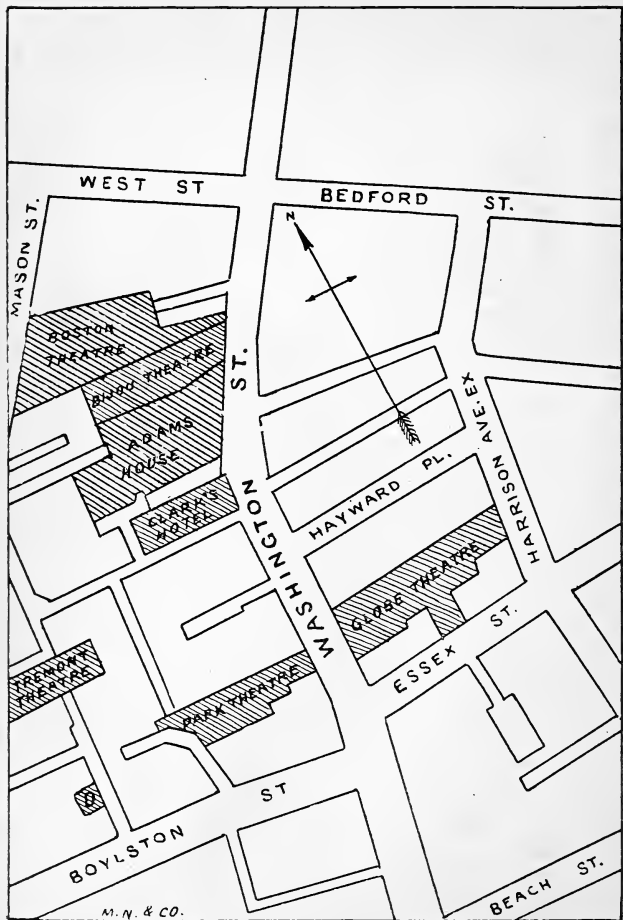 WEST ST
BEDFORD ST.
MASON ST.
N
BOSTON
THEATRE
BIJOU THEATRE
ST.
ADAMS
HOUSE
HARRISON AVE. EX
CLARK'S
HOTEL
WASHINGTON
HAYWARD PL.
GLOBE THEATRE
TREMONT
THEATRE
ESSEX ST.
PARK THEATRE
D
BOYLSTON ST
BEACH ST.
M.N. & CO.